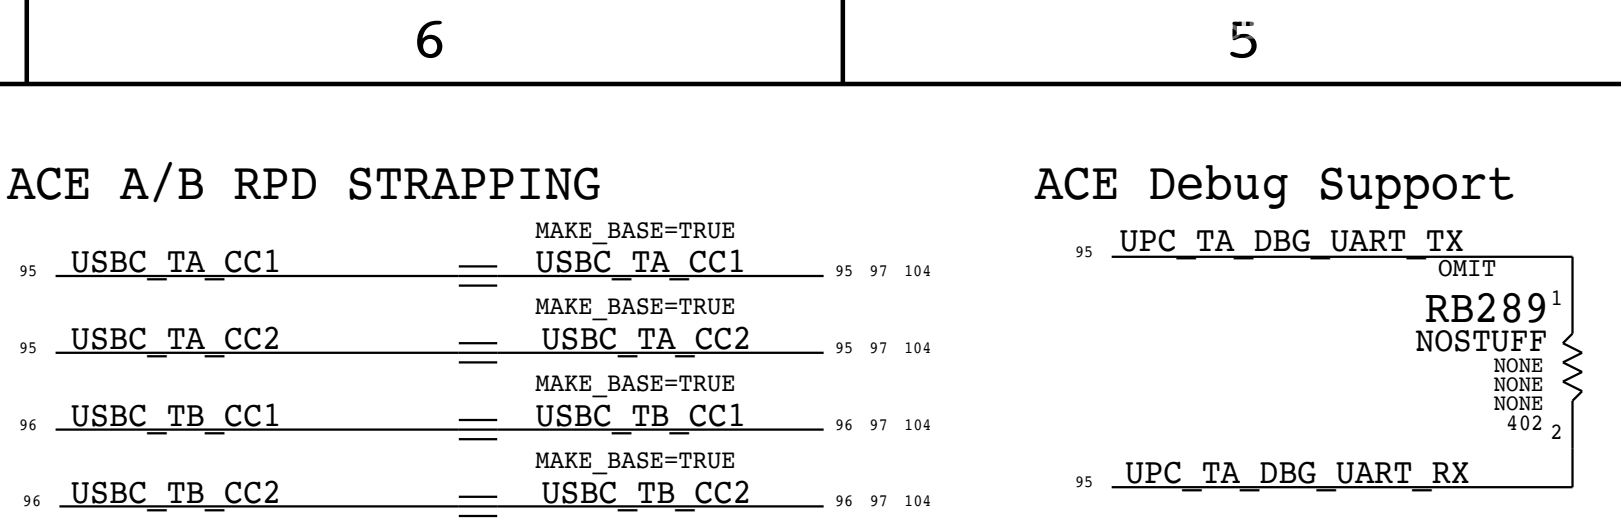 6
5
ACE A/B RPD STRAPPING
MAKE_BASE=TRUE
95 USBC_TA_CC1 USBC_TA_CC1 95 97 104
MAKE_BASE=TRUE
95 USBC_TA_CC2 USBC_TA_CC2 95 97 104
MAKE_BASE=TRUE
96 USBC_TB_CC1 USBC_TB_CC1 96 97 104
MAKE_BASE=TRUE
96 USBC_TB_CC2 USBC_TB_CC2 96 97 104
ACE Debug Support
95 UPC_TA_DBG_UART_TX
OMIT
RB289 1
NOSTUFF
NONE
NONE
NONE
402 2
95 UPC_TA_DBG_UART_RX